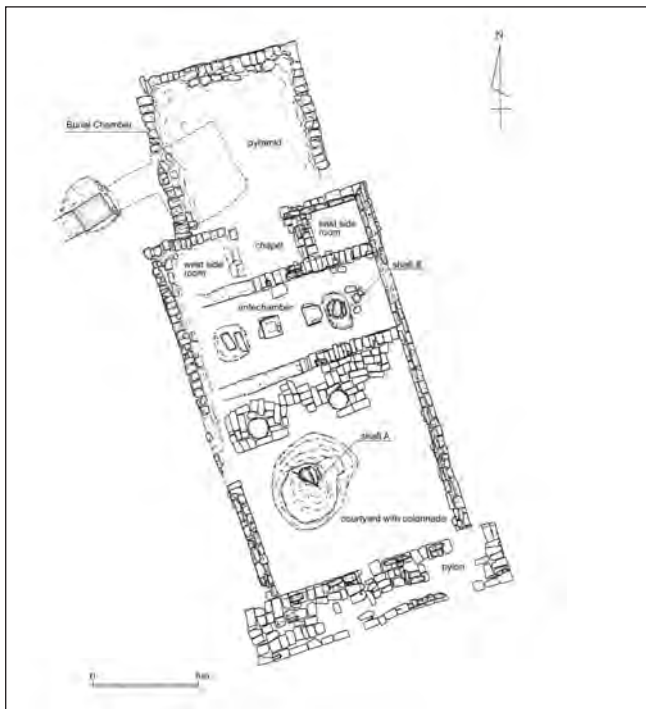 N
Burial Chamber
pyramid
east side
room
chapel
west side
room
shaft B
antechamber
shaft A
courtyard with colonnade
pylon
0